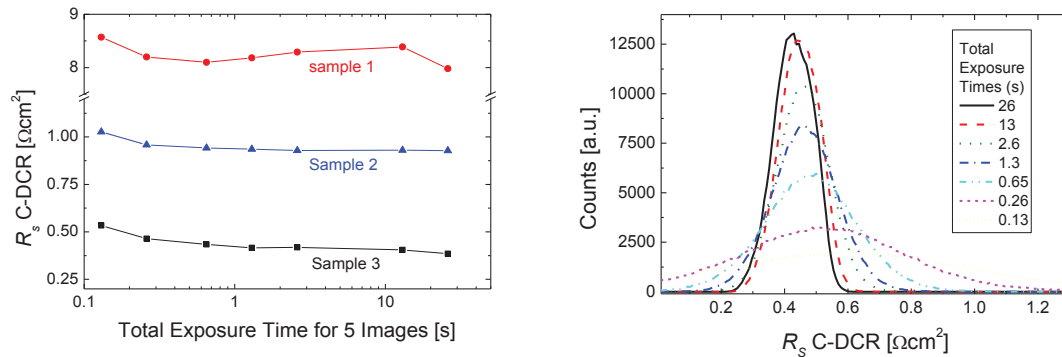 9
8
1.00
0.75
0.50
0.25
R_s C-DCR [Ωcm²]
sample 1
Sample 2
Sample 3
0.1
1
10
Total Exposure Time for 5 Images [s]
12500
10000
7500
5000
2500
0
Counts [a.u.]
Total
Exposure
Times (s)
26
13
2.6
1.3
0.65
0.26
0.13
0.2
0.4
0.6
0.8
1.0
1.2
R_S C-DCR [Ωcm²]